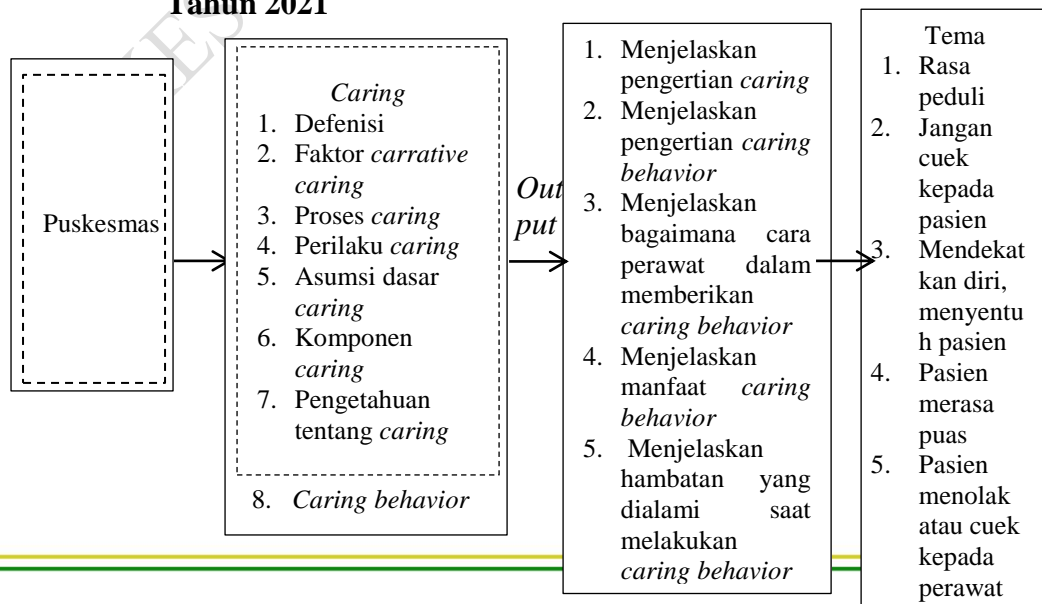 Tahun 2021
KES
Puskesmas
Caring
1. Defenisi
2. Faktor carrative
caring
3. Proses caring
4. Perilaku caring
5. Asumsi dasar
caring
6. Komponen
caring
7. Pengetahuan
tentang caring
8. Caring behavior
Out
put
1. Menjelaskan
pengertian caring
2. Menjelaskan
pengertian caring
behavior
3. Menjelaskan
bagaimana cara
perawat dalam
memberikan
caring behavior
4. Menjelaskan
manfaat caring
behavior
5. Menjelaskan
hambatan yang
dialami saat
melakukan
caring behavior
Tema
1. Rasa
peduli
2. Jangan
cuek
kepada
pasien
3. Mendekat
kan diri,
menyentu
h pasien
4. Pasien
merasa
puas
5. Pasien
menolak
atau cuek
kepada
perawat